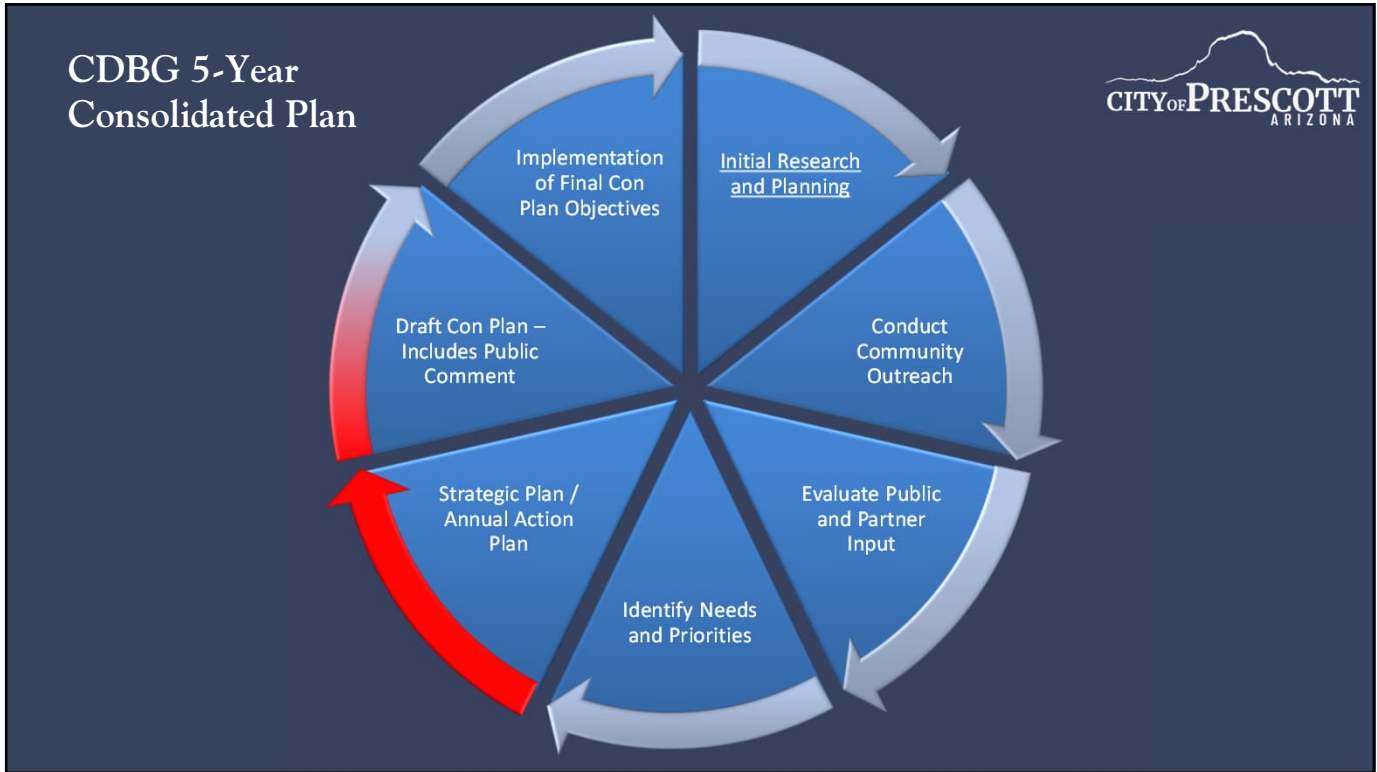 CDBG 5-Year
Consolidated Plan
CITY OF PRESCOTT
ARIZONA
Initial Research
and Planning
Conduct
Community
Outreach
Evaluate Public
and Partner
Input
Identify Needs
and Priorities
Strategic Plan /
Annual Action
Plan
Draft Con Plan –
Includes Public
Comment
Implementation
of Final Con
Plan Objectives